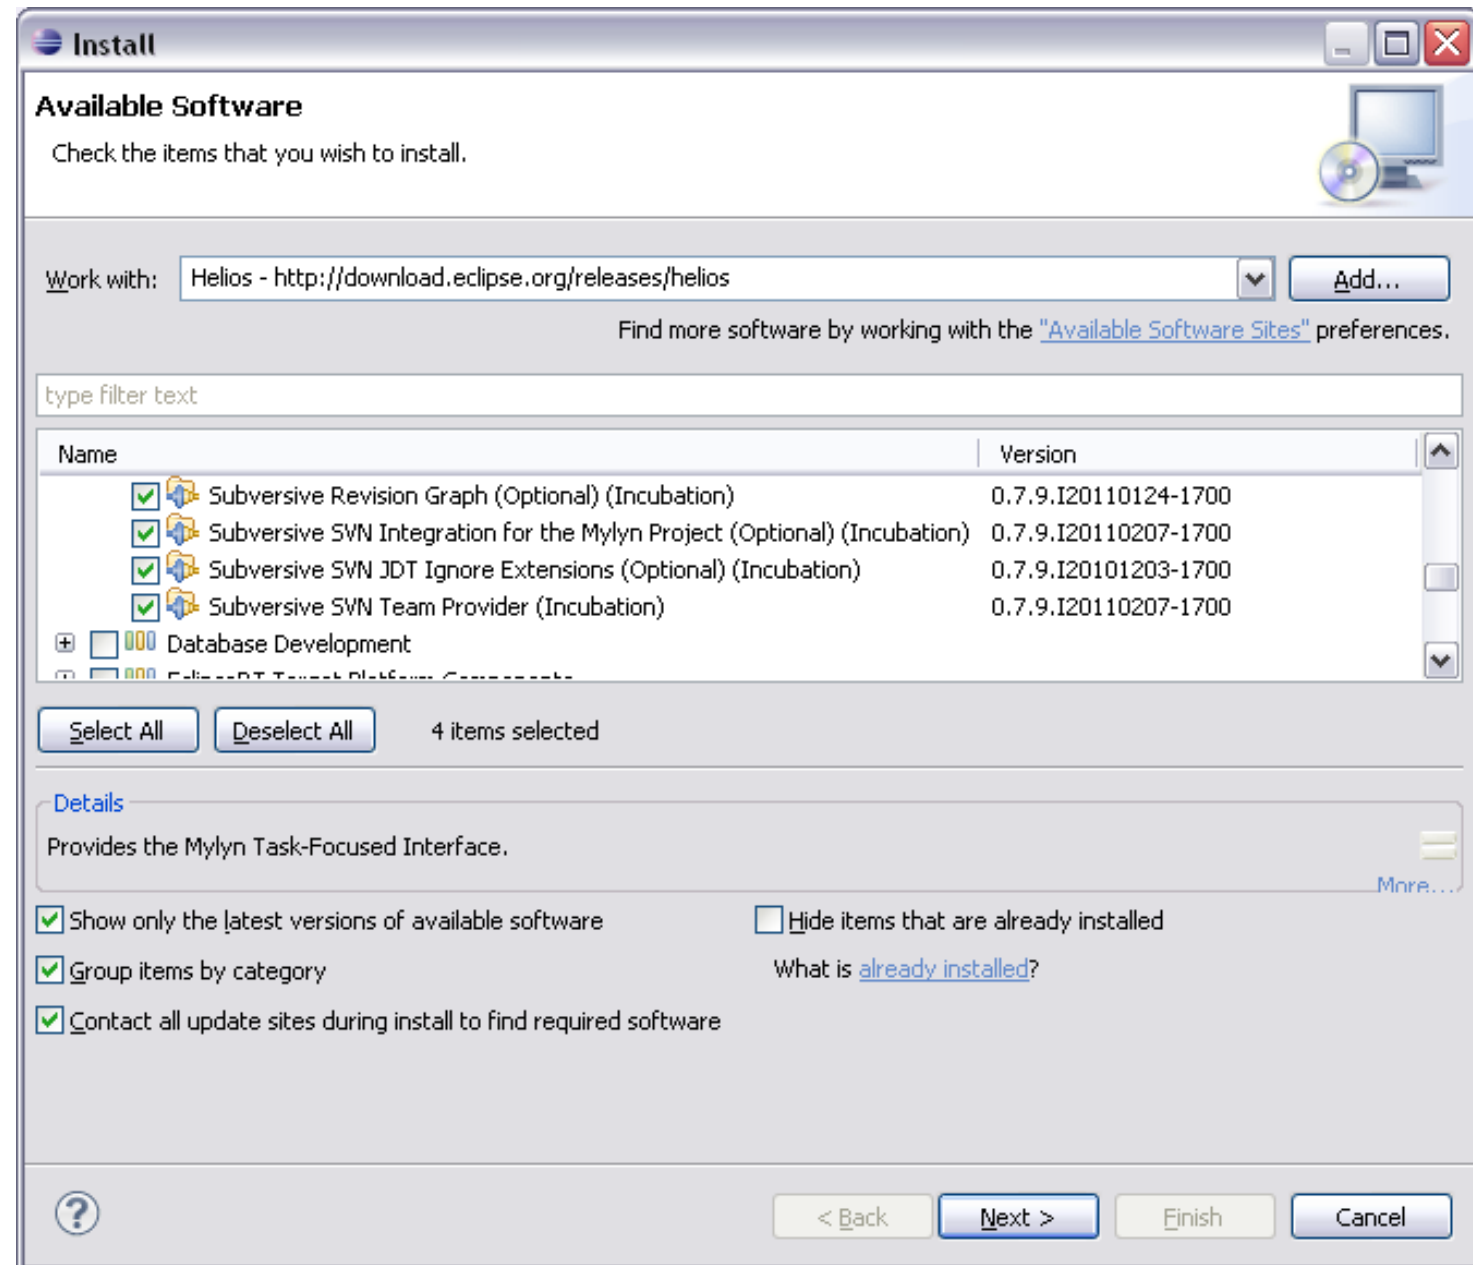 Install
Available Software
Check the items that you wish to install.
Work with: Helios - http://download.eclipse.org/releases/helios Add...
Find more software by working with the "Available Software Sites" preferences.
type filter text
Name Version
Subversive Revision Graph (Optional) (Incubation) 0.7.9.I20110124-1700
Subversive SVN Integration for the Mylyn Project (Optional) (Incubation) 0.7.9.I20110207-1700
Subversive SVN JDT Ignore Extensions (Optional) (Incubation) 0.7.9.I20101203-1700
Subversive SVN Team Provider (Incubation) 0.7.9.I20110207-1700
Database Development
EclipseRT Target Platform Components
Select All Deselect All 4 items selected
Details
Provides the Mylyn Task-Focused Interface.
More...
Show only the latest versions of available software Hide items that are already installed
Group items by category What is already installed?
Contact all update sites during install to find required software
? < Back Next > Finish Cancel